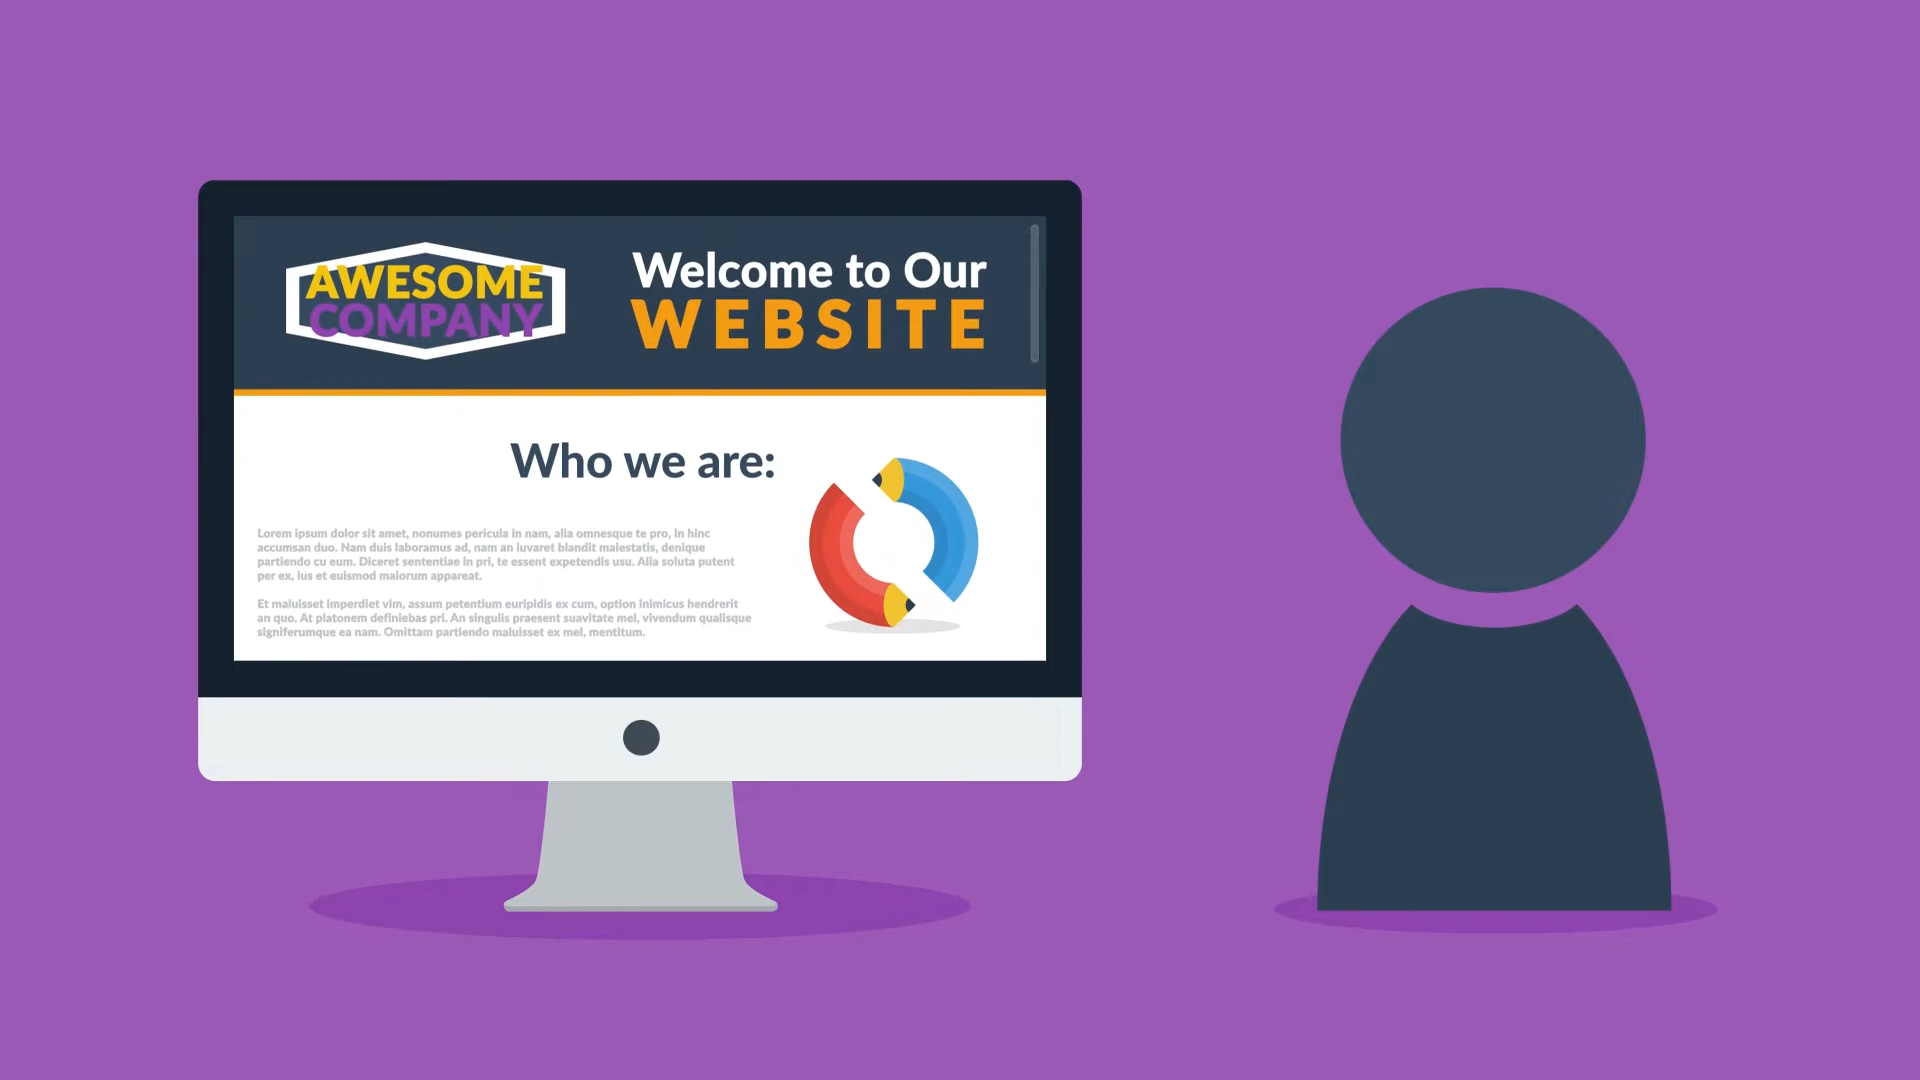 AWESOME
COMPANY
Welcome to Our
WEBSITE
Who we are:
Lorem ipsum dolor sit amet, nonumes pericula in nam, alia omnesque te pro, in hinc
accumsan duo. Nam duis laboramus ad, nam an iuvaret blandit maiestatis, denique
partiendo cu eum. Diceret sententiae in pri, te essent expetendis usu. Alia soluta putent
per ex, ius et euismod maiorum appareat.
Et maluisset imperdiet vim, assum petentium euripidis ex cum, option inimicus hendrerit
an quo. At platonem definiebas pri. An singulis praesent suavitate mel, vivendum qualisque
signiferumque ea nam. Omittam partiendo maluisset ex mel, mentitum.